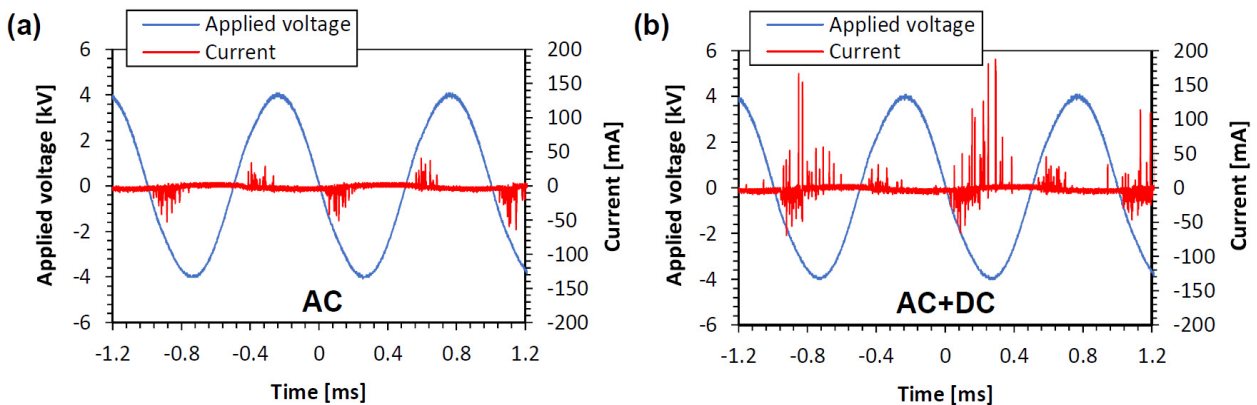 (a)
Applied voltage
Current
Applied voltage [kV]
6
4
2
0
-2
-4
-6
200
150
100
50
0
-50
-100
-150
-200
Current [mA]
AC
-1.2 -0.8 -0.4 0 0.4 0.8 1.2
Time [ms]
(b)
Applied voltage
Current
Applied voltage [kV]
6
4
2
0
-2
-4
-6
200
150
100
50
0
-50
-100
-150
-200
Current [mA]
AC+DC
-1.2 -0.8 -0.4 0 0.4 0.8 1.2
Time [ms]